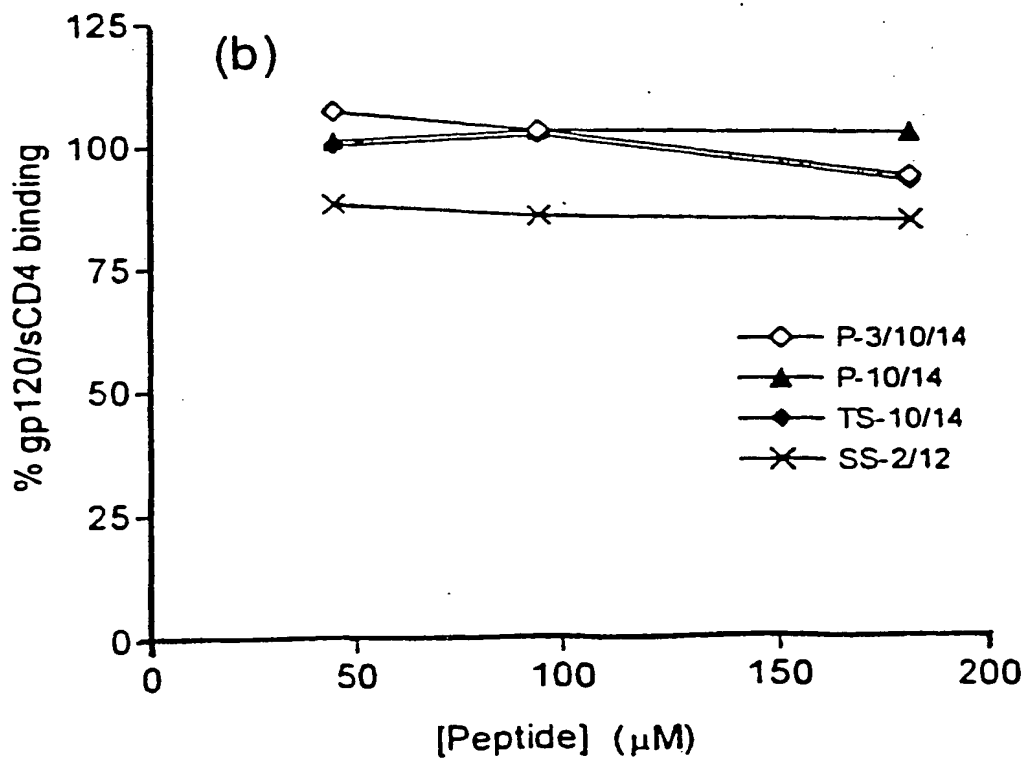 (b)
% gp120/sCD4 binding
125
100
75
50
25
0
0 50 100 150 200
[Peptide] (μM)
P-3/10/14
P-10/14
TS-10/14
SS-2/12